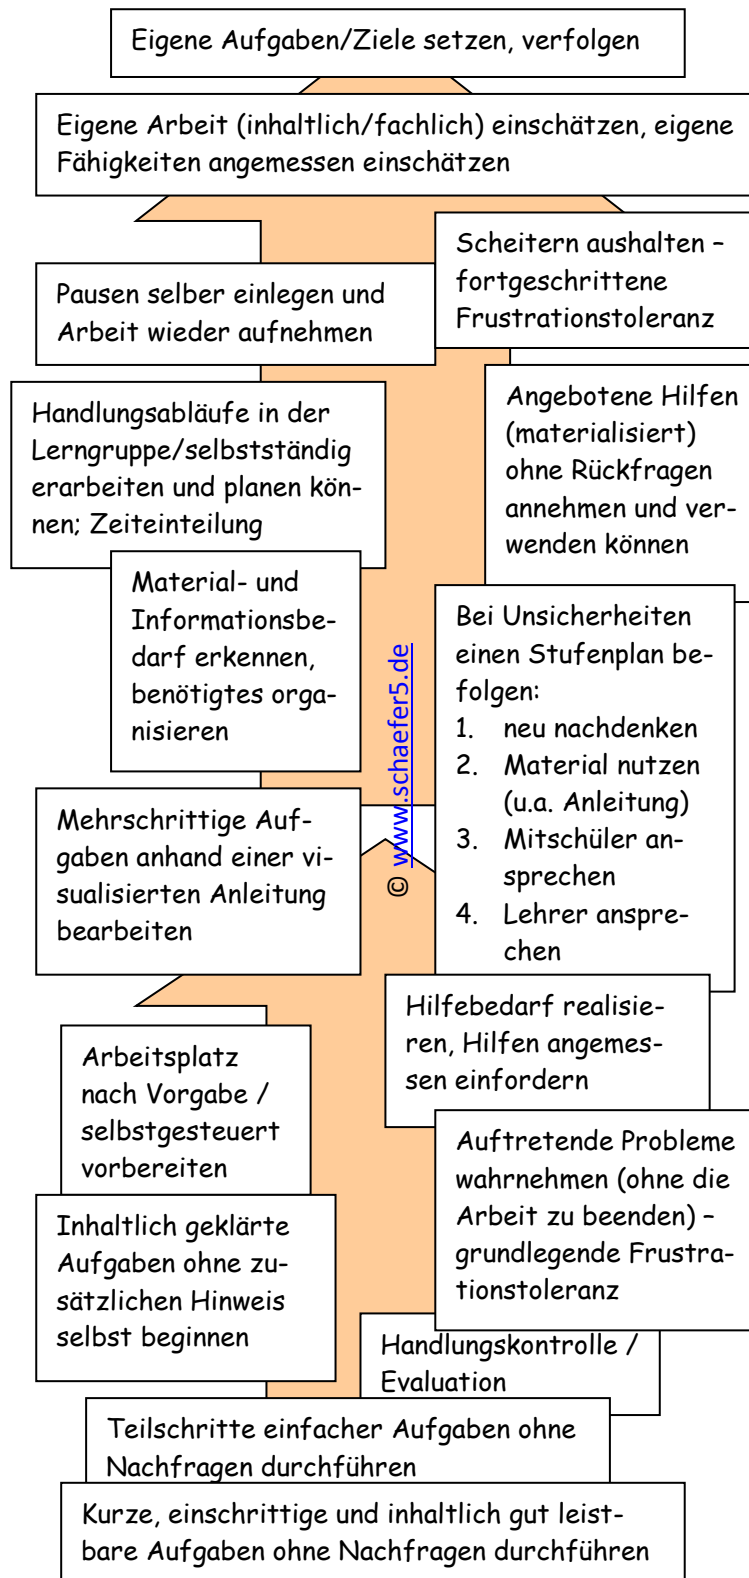 Eigene Aufgaben/Ziele setzen, verfolgen
Eigene Arbeit (inhaltlich/fachlich) einschätzen, eigene
Fähigkeiten angemessen einschätzen
Scheitern aushalten –
fortgeschrittene
Frustrationstoleranz
Pausen selber einlegen und
Arbeit wieder aufnehmen
Angebotene Hilfen
(materialisiert)
ohne Rückfragen
annehmen und ver-
wenden können
Handlungsabläufe in der
Lerngruppe/selbstständig
erarbeiten und planen kön-
nen; Zeiteinteilung
Material- und
Informationsbe-
darf erkennen,
benötigtes orga-
nisieren
Bei Unsicherheiten
einen Stufenplan be-
folgen:
1. neu nachdenken
2. Material nutzen
(u.a. Anleitung)
3. Mitschüler an-
sprechen
4. Lehrer anspre-
chen
© www.schaefer5.de
Mehrschrittige Auf-
gaben anhand einer vi-
sualisierten Anleitung
bearbeiten
Hilfebedarf realisie-
ren, Hilfen angemes-
sen einfordern
Arbeitsplatz
nach Vorgabe /
selbstgesteuert
vorbereiten
Auftretende Probleme
wahrnehmen (ohne die
Arbeit zu beenden) –
grundlegende Frustra-
tionstoleranz
Inhaltlich geklärte
Aufgaben ohne zu-
sätzlichen Hinweis
selbst beginnen
Handlungskontrolle /
Evaluation
Teilschritte einfacher Aufgaben ohne
Nachfragen durchführen
Kurze, einschrittige und inhaltlich gut leist-
bare Aufgaben ohne Nachfragen durchführen